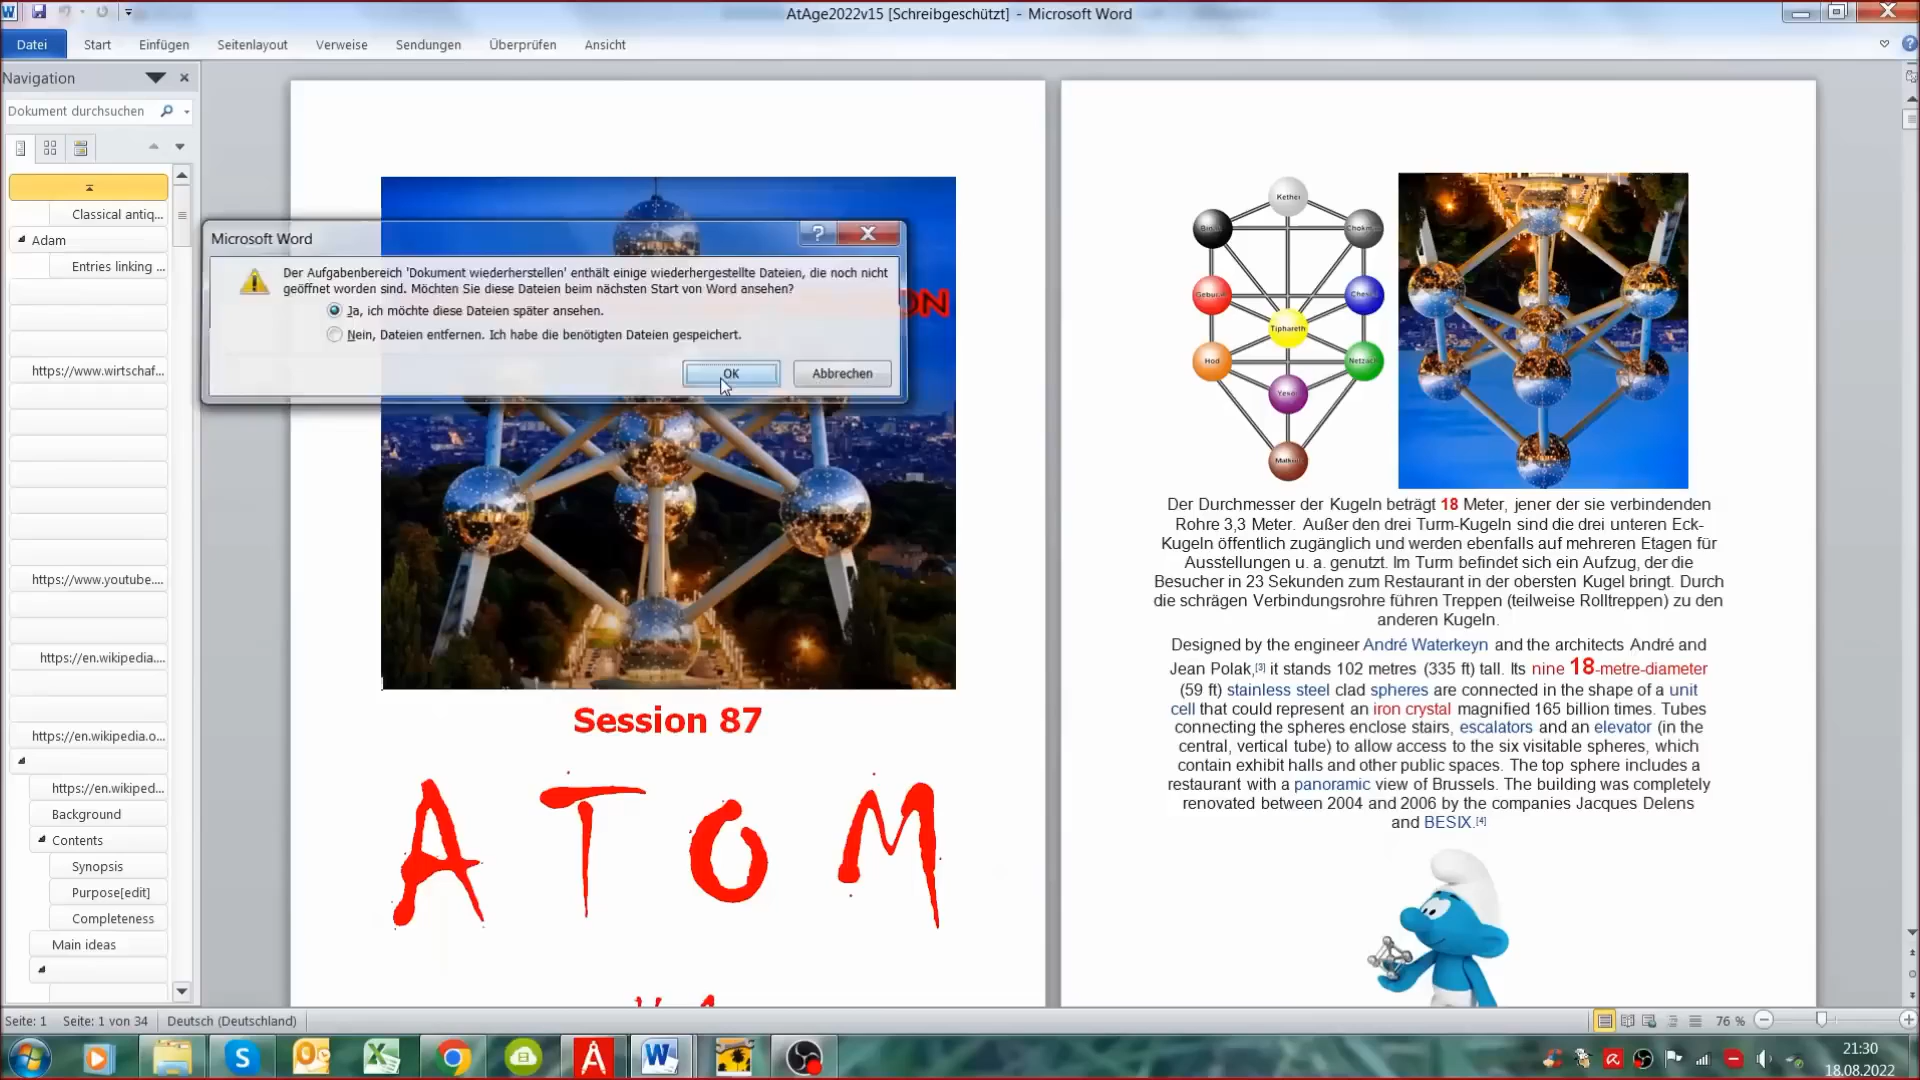 AtAge2022v15 [Schreibgeschützt] - Microsoft Word
Datei Start Einfügen Seitenlayout Verweise Sendungen Überprüfen Ansicht
Navigation
Dokument durchsuchen
Classical antiq...
Adam
Entries linking ...
https://www.wirtschaf...
https://www.youtube....
https://en.wikipedia....
https://en.wikipedia.o...
https://en.wikiped...
Background
Contents
Synopsis
Purpose[edit]
Completeness
Main ideas
Microsoft Word
Der Aufgabenbereich 'Dokument wiederherstellen' enthält einige wiederhergestellte Dateien, die noch nicht
geöffnet worden sind. Möchten Sie diese Dateien beim nächsten Start von Word ansehen?
Ja, ich möchte diese Dateien später ansehen.
Nein, Dateien entfernen. Ich habe die benötigten Dateien gespeichert.
OK Abbrechen
ON
Session 87
ATOM
Kether
Binah Chokmah
Geburah Chesed
Tiphareth
Hod Netzach
Yesod
Malkuth
Der Durchmesser der Kugeln beträgt 18 Meter, jener der sie verbindenden
Rohre 3,3 Meter. Außer den drei Turm-Kugeln sind die drei unteren Eck-
Kugeln öffentlich zugänglich und werden ebenfalls auf mehreren Etagen für
Ausstellungen u. a. genutzt. Im Turm befindet sich ein Aufzug, der die
Besucher in 23 Sekunden zum Restaurant in der obersten Kugel bringt. Durch
die schrägen Verbindungsrohre führen Treppen (teilweise Rolltreppen) zu den
anderen Kugeln.
Designed by the engineer André Waterkeyn and the architects André and
Jean Polak,[3] it stands 102 metres (335 ft) tall. Its nine 18-metre-diameter
(59 ft) stainless steel clad spheres are connected in the shape of a unit
cell that could represent an iron crystal magnified 165 billion times. Tubes
connecting the spheres enclose stairs, escalators and an elevator (in the
central, vertical tube) to allow access to the six visitable spheres, which
contain exhibit halls and other public spaces. The top sphere includes a
restaurant with a panoramic view of Brussels. The building was completely
renovated between 2004 and 2006 by the companies Jacques Delens
and BESIX.[4]
Seite: 1 Seite: 1 von 34 Deutsch (Deutschland) 76 %
21:30
18.08.2022